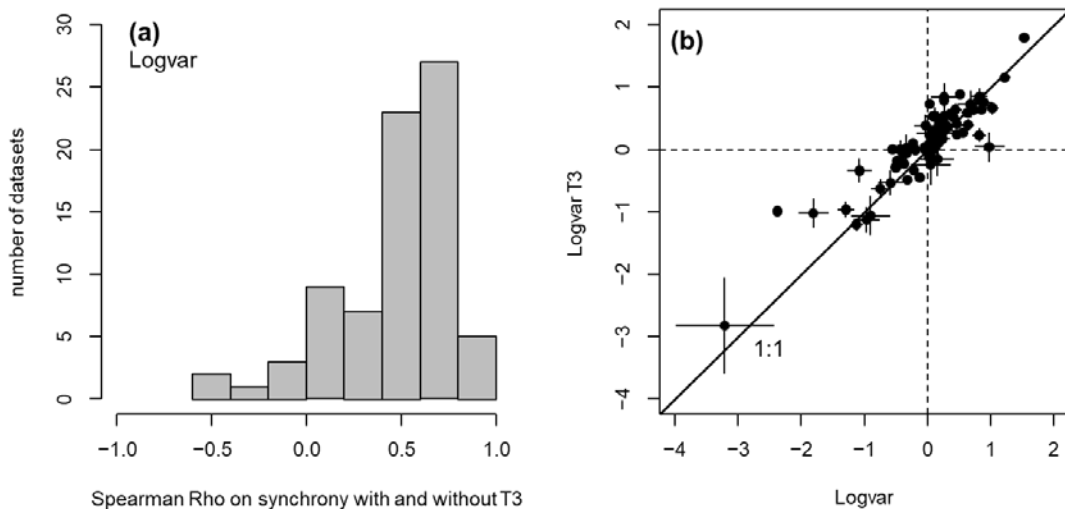 (a)
Logvar
number of datasets
30
25
20
15
10
5
0
−1.0 −0.5 0.0 0.5 1.0
Spearman Rho on synchrony with and without T3
(b)
Logvar T3
2
1
0
−1
−2
−3
−4
1:1
−4 −3 −2 −1 0 1 2
Logvar